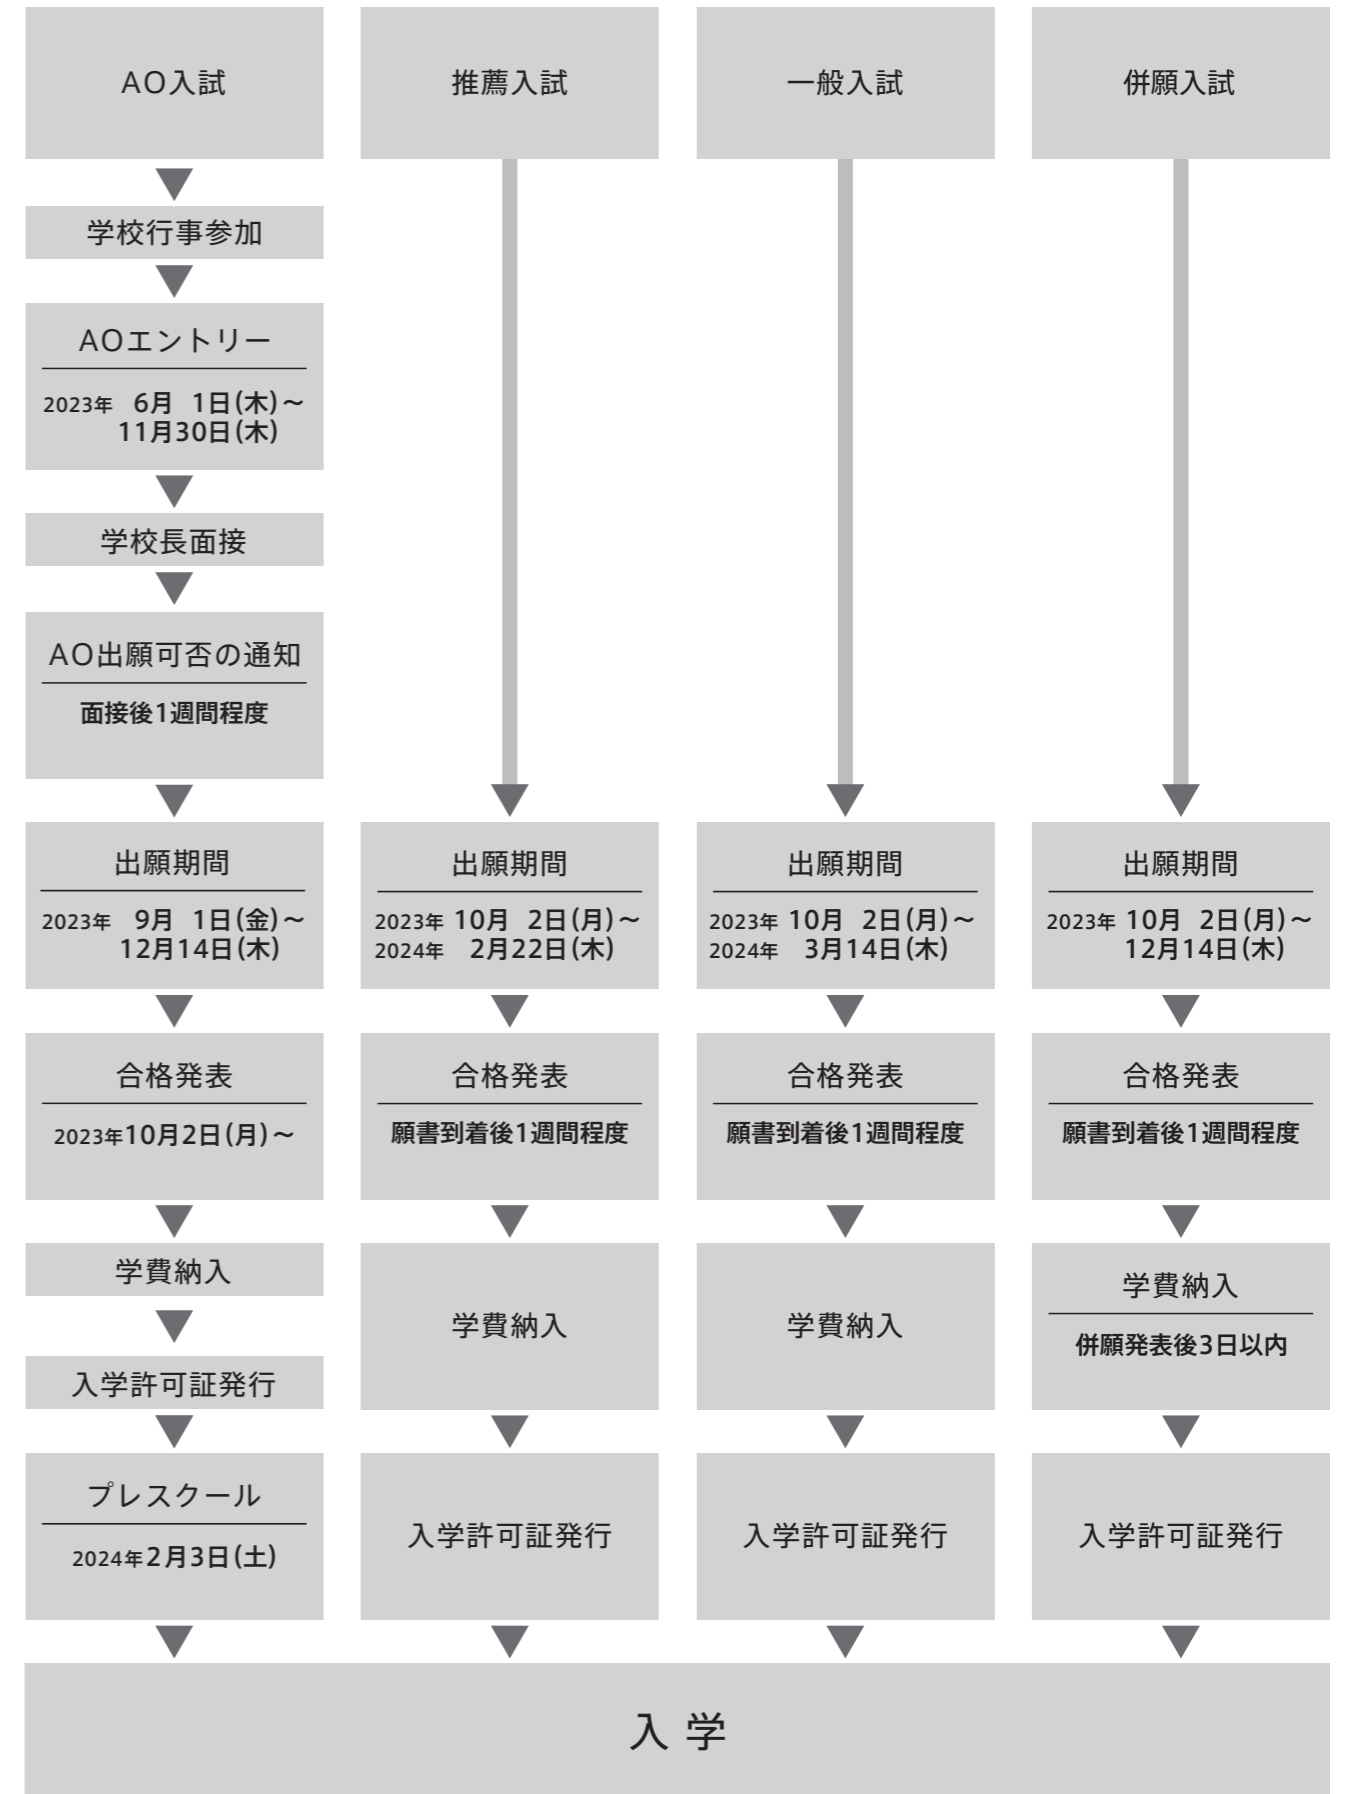 AO入試
学校行事参加
AOエントリー
2023年 6月 1日(木)～
11月30日(木)
学校長面接
AO出願可否の通知
面接後1週間程度
出願期間
2023年 9月 1日(金)～
12月14日(木)
合格発表
2023年10月2日(月)～
学費納入
入学許可証発行
プレスクール
2024年2月3日(土)
推薦入試
出願期間
2023年 10月 2日(月)～
2024年 2月22日(木)
合格発表
願書到着後1週間程度
学費納入
入学許可証発行
一般入試
出願期間
2023年 10月 2日(月)～
2024年 3月14日(木)
合格発表
願書到着後1週間程度
学費納入
入学許可証発行
併願入試
出願期間
2023年 10月 2日(月)～
12月14日(木)
合格発表
願書到着後1週間程度
学費納入
併願発表後3日以内
入学許可証発行
入 学